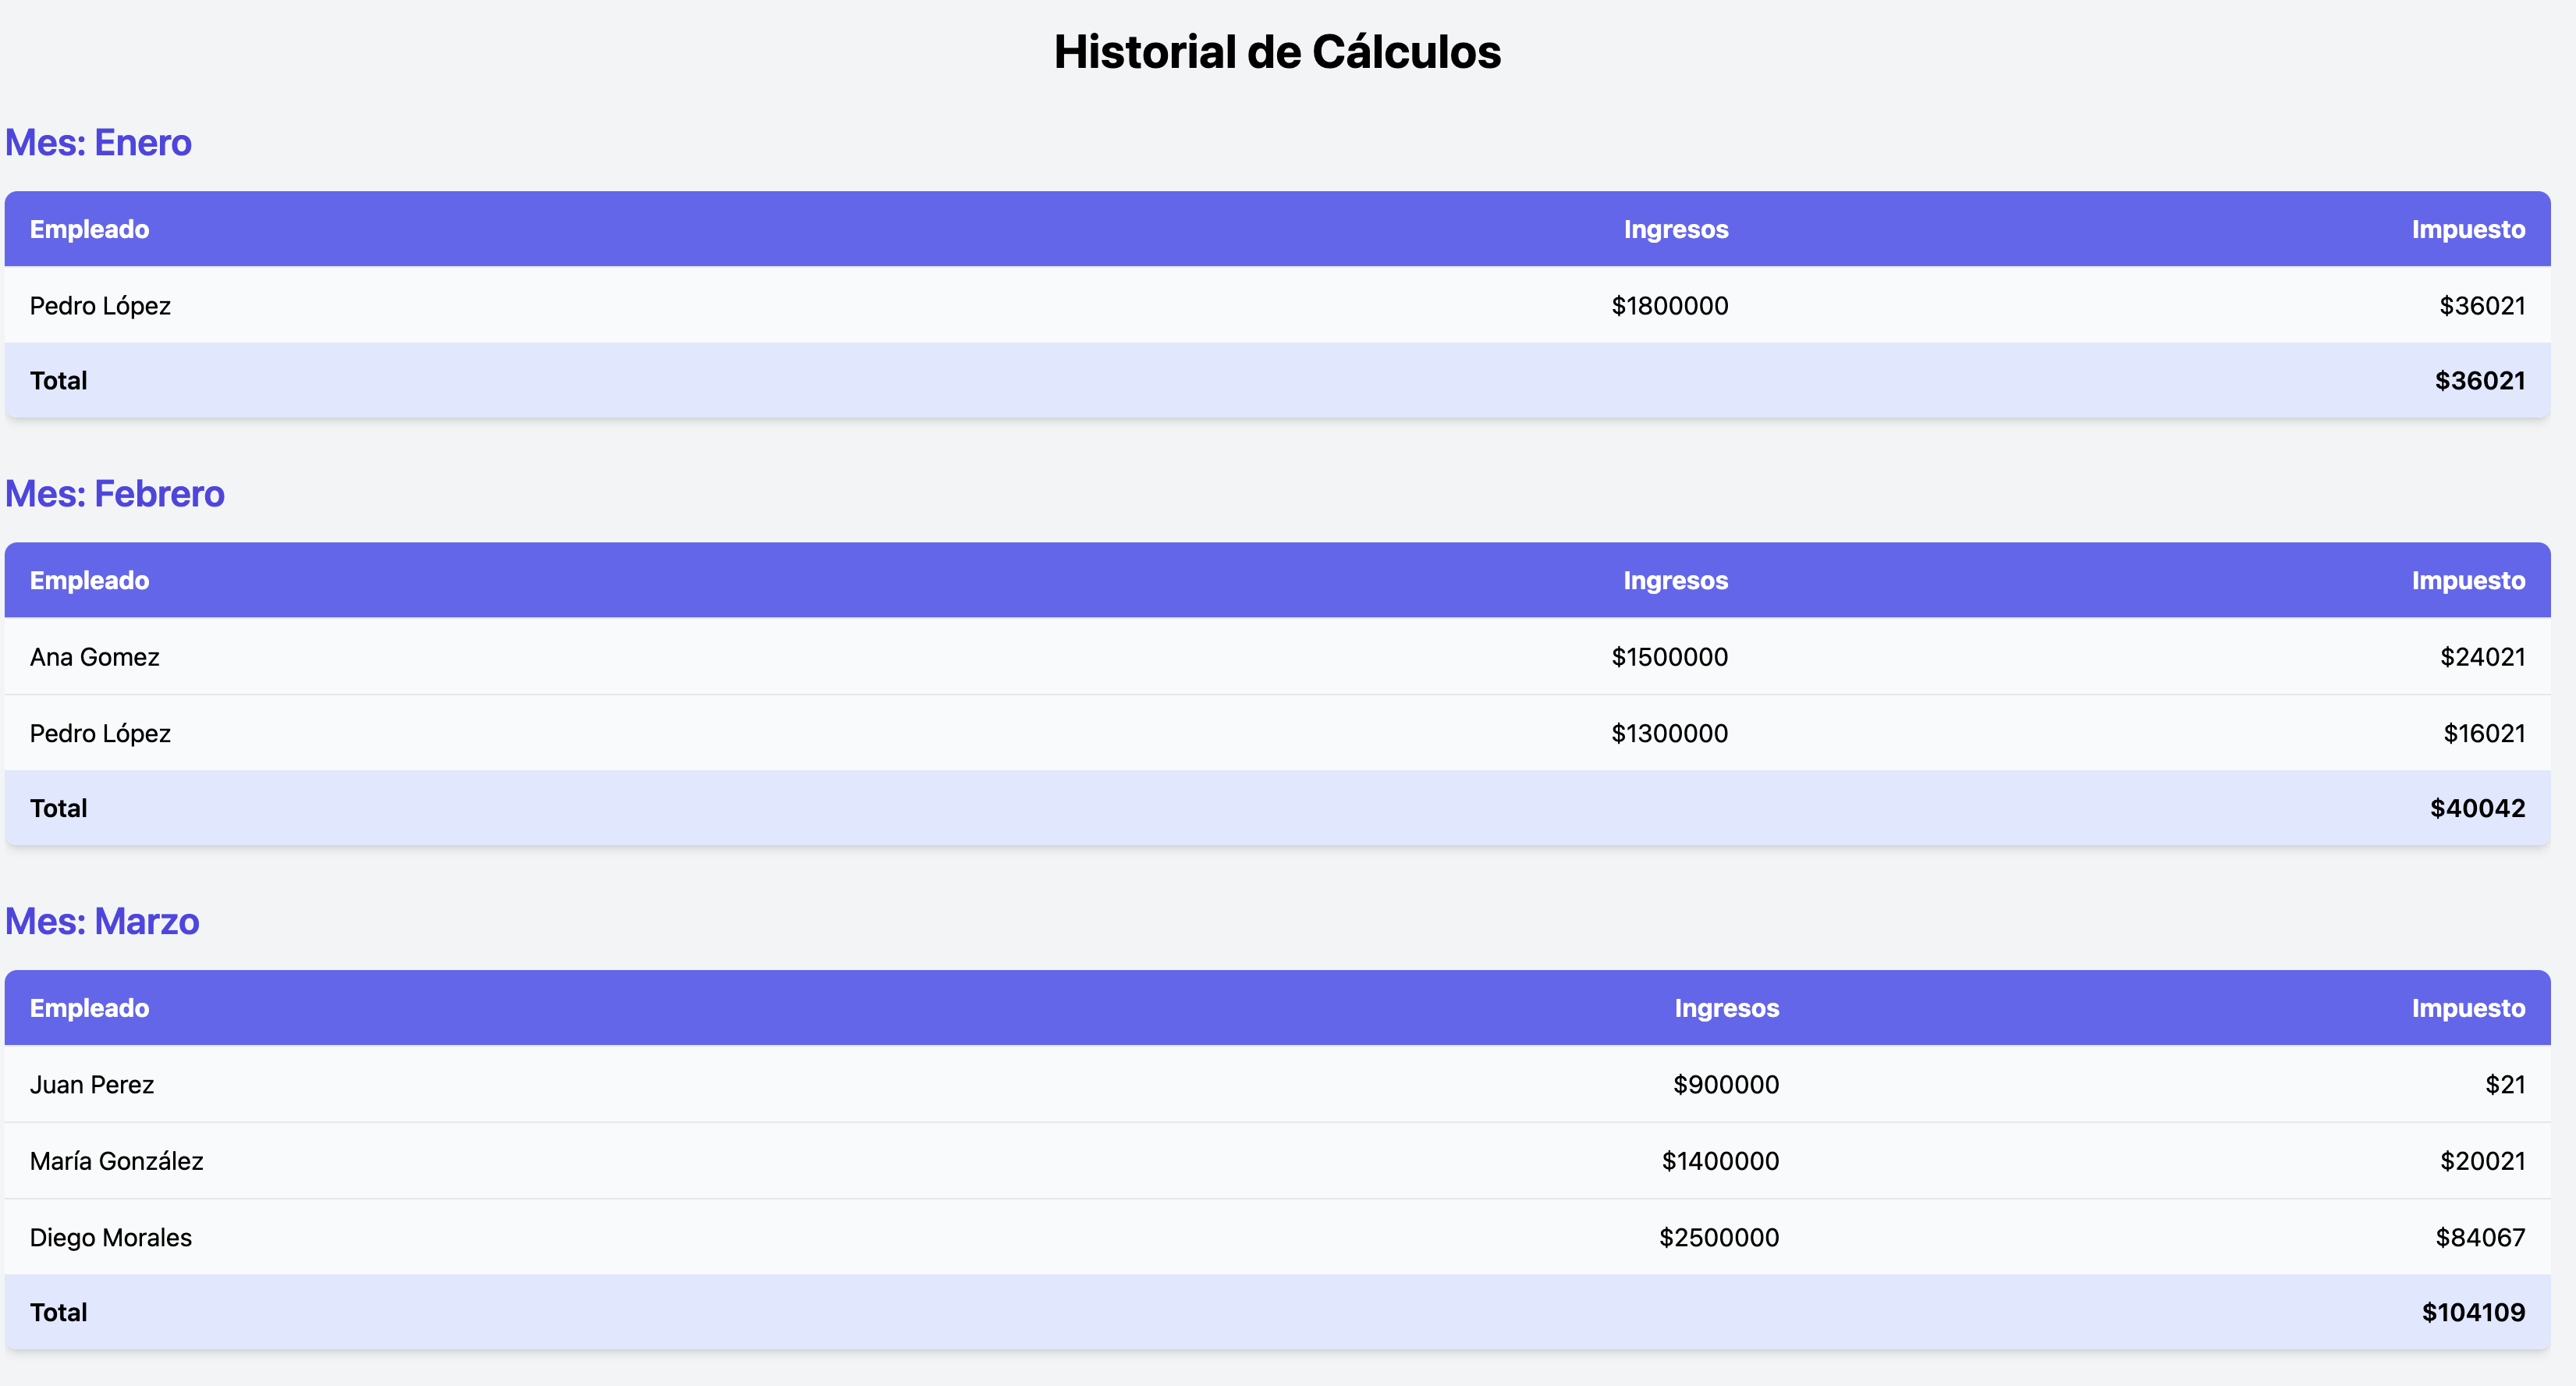 Historial de Cálculos
Mes: Enero
Empleado Ingresos Impuesto
Pedro López $1800000 $36021
Total $36021
Mes: Febrero
Empleado Ingresos Impuesto
Ana Gomez $1500000 $24021
Pedro López $1300000 $16021
Total $40042
Mes: Marzo
Empleado Ingresos Impuesto
Juan Perez $900000 $21
María González $1400000 $20021
Diego Morales $2500000 $84067
Total $104109